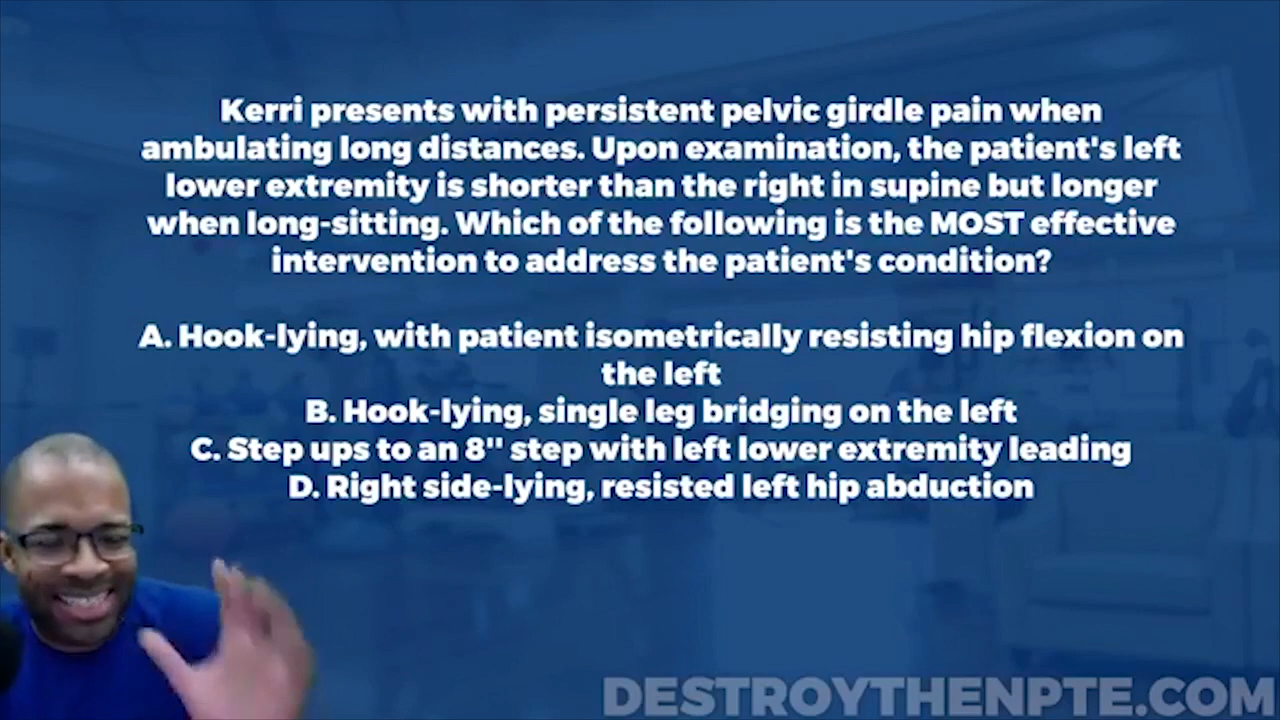 Kerri presents with persistent pelvic girdle pain when
ambulating long distances. Upon examination, the patient's left
lower extremity is shorter than the right in supine but longer
when long-sitting. Which of the following is the MOST effective
intervention to address the patient's condition?
A. Hook-lying, with patient isometrically resisting hip flexion on
the left
B. Hook-lying, single leg bridging on the left
C. Step ups to an 8'' step with left lower extremity leading
D. Right side-lying, resisted left hip abduction
DESTROYTHENPTE.COM